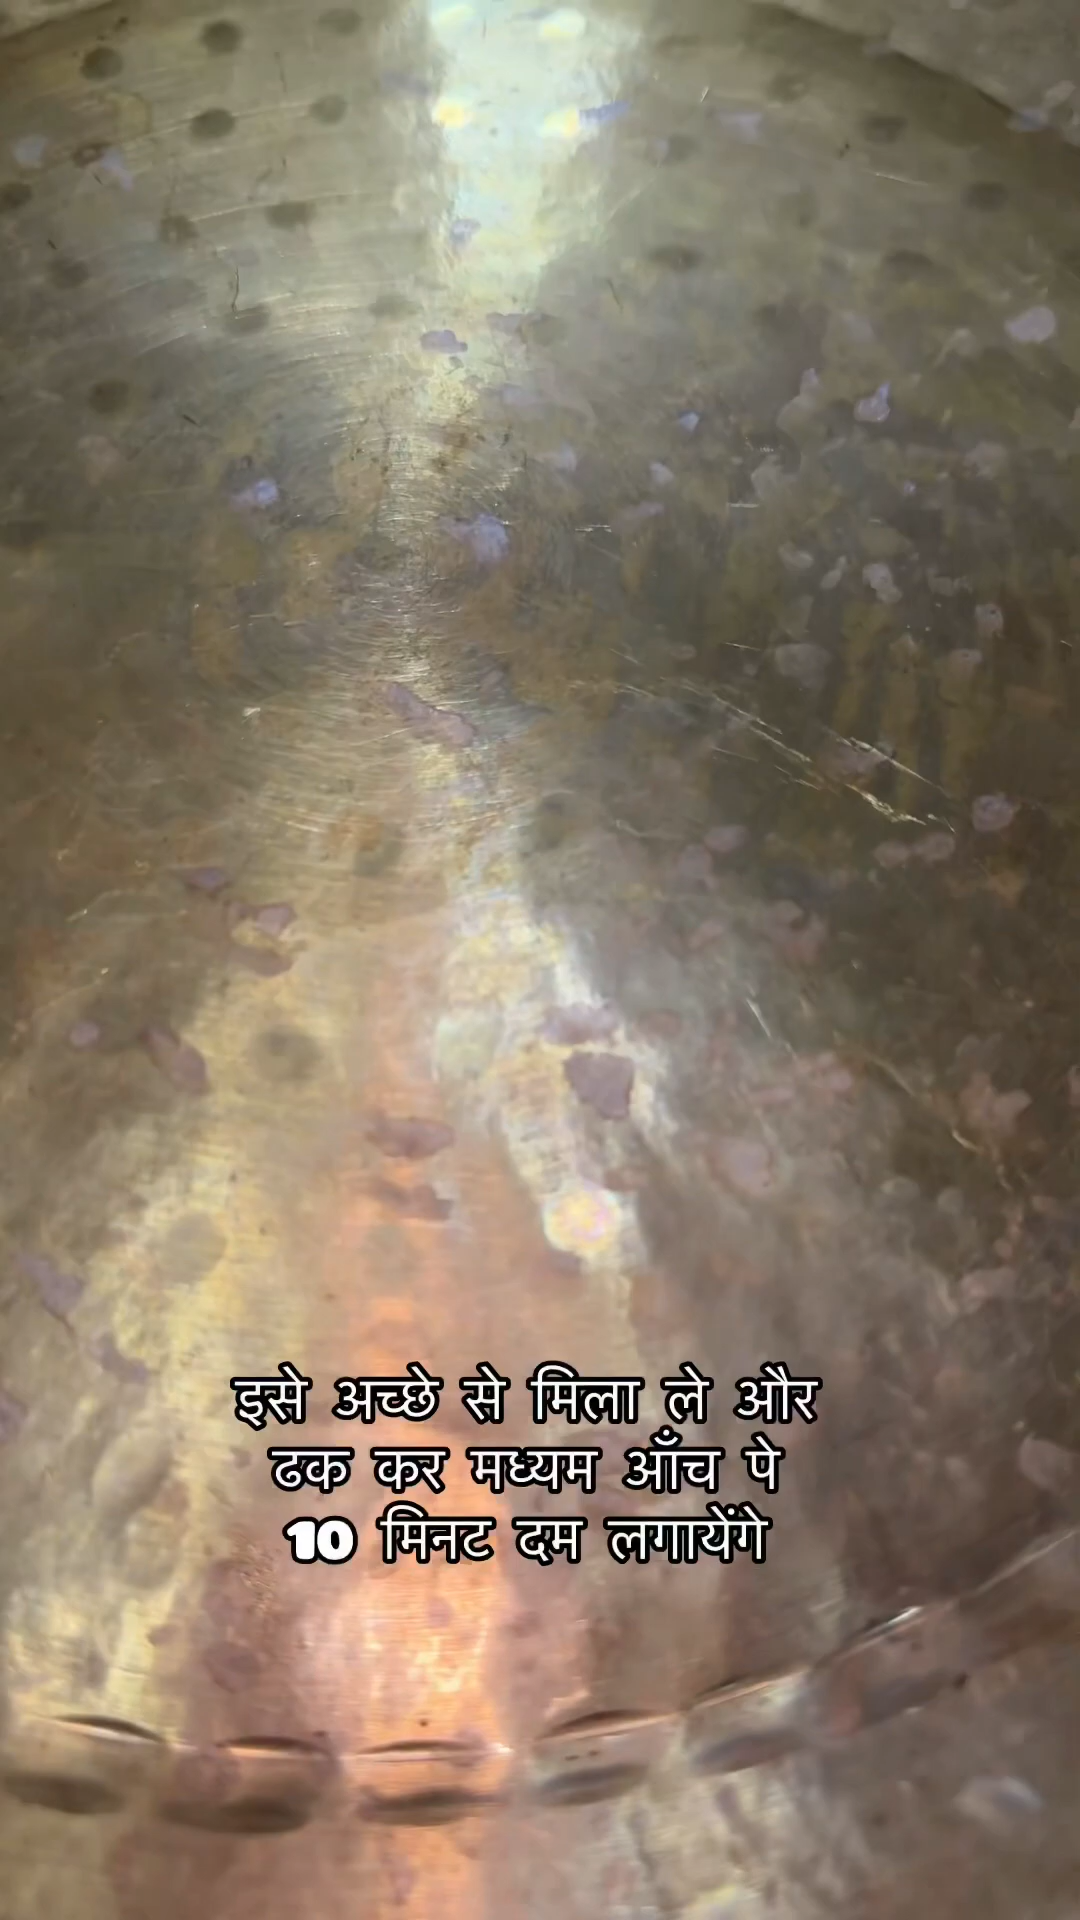 इसे अच्छे से मिला ले और
ढक कर मध्यम आँच पे
10 मिनट दम लगायेंगे